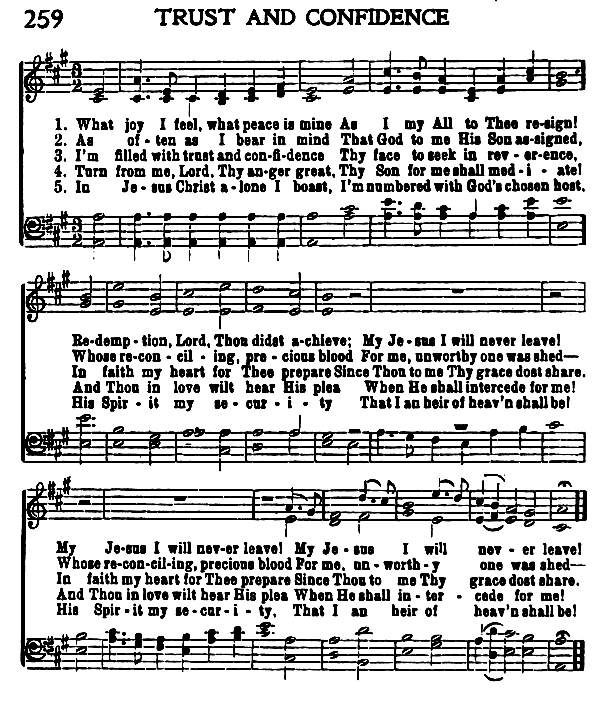 259 TRUST AND CONFIDENCE
1. What joy I feel, what peace is mine As I my All to Thee re-sign!
2. As of - ten as I bear in mind That God to me His Son as-signed,
3. I'm filled with trust and con-fi-dence Thy face to seek in rev - er-ence,
4. Turn from me, Lord, Thy an-ger great, Thy Son for me shall med - i - ate!
5. In Je - sus Christ a - lone I boast, I'm numbered with God's chosen host.
Re-demp - tion, Lord, Thou didst a-chieve; My Je-sus I will never leave!
Whose re-con - cil - ing, pre - cious blood For me, unworthy one was shed—
In faith my heart for Thee prepare Since Thou to me Thy grace dost share.
And Thou in love wilt hear His plea When He shall intercede for me!
His Spir - it my se - cur - i - ty That I an heir of heav'n shall be!
My Je-sus I will nev-er leave! My Je - sus I will nev - er leave!
Whose re-con-cil-ing, precious blood For me, un - worth-y one was shed—
In faith my heart for Thee prepare Since Thou to me Thy grace dost share.
And Thou in love wilt hear His plea When He shall in - ter - cede for me!
His Spir-it my se-cur-i-ty, That I an heir of heav'n shall be!